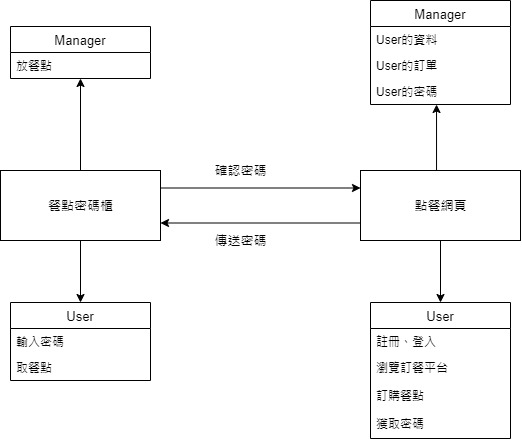 Manager
放餐點
Manager
User的資料
User的訂單
User的密碼
餐點密碼櫃
確認密碼
傳送密碼
點餐網頁
User
輸入密碼
取餐點
User
註冊、登入
瀏覽訂餐平台
訂購餐點
獲取密碼